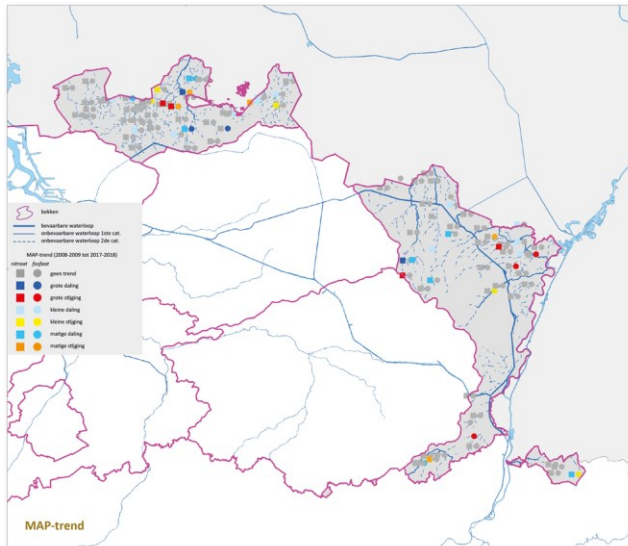 bekken
bevaarbare waterloop
onbevaarbare waterloop 1ste cat.
onbevaarbare waterloop 2de cat.
MAP-trend (2008-2009 tot 2017-2018)
nitraat fosfaat
geen trend
grote daling
grote stijging
kleine daling
kleine stijging
matige daling
matige stijging
MAP-trend